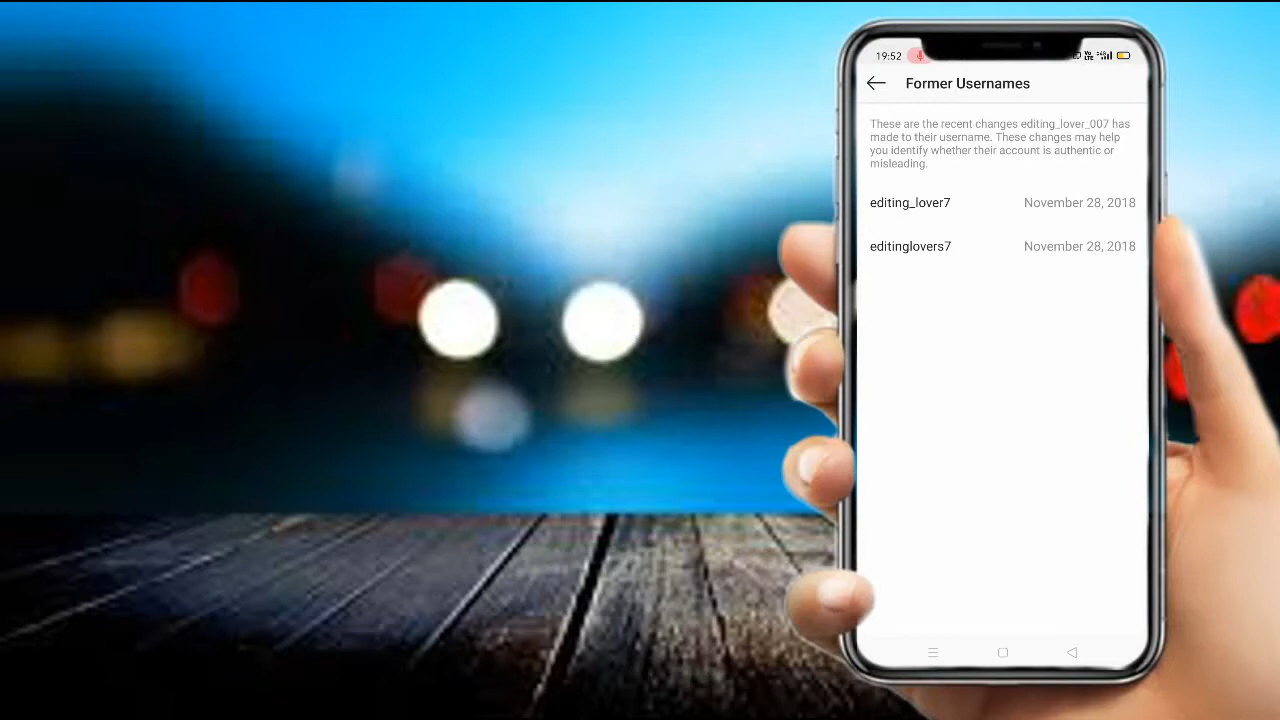 19:52
Former Usernames
These are the recent changes editing_lover_007 has
made to their username. These changes may help
you identify whether their account is authentic or
misleading.
editing_lover7 November 28, 2018
editinglovers7 November 28, 2018